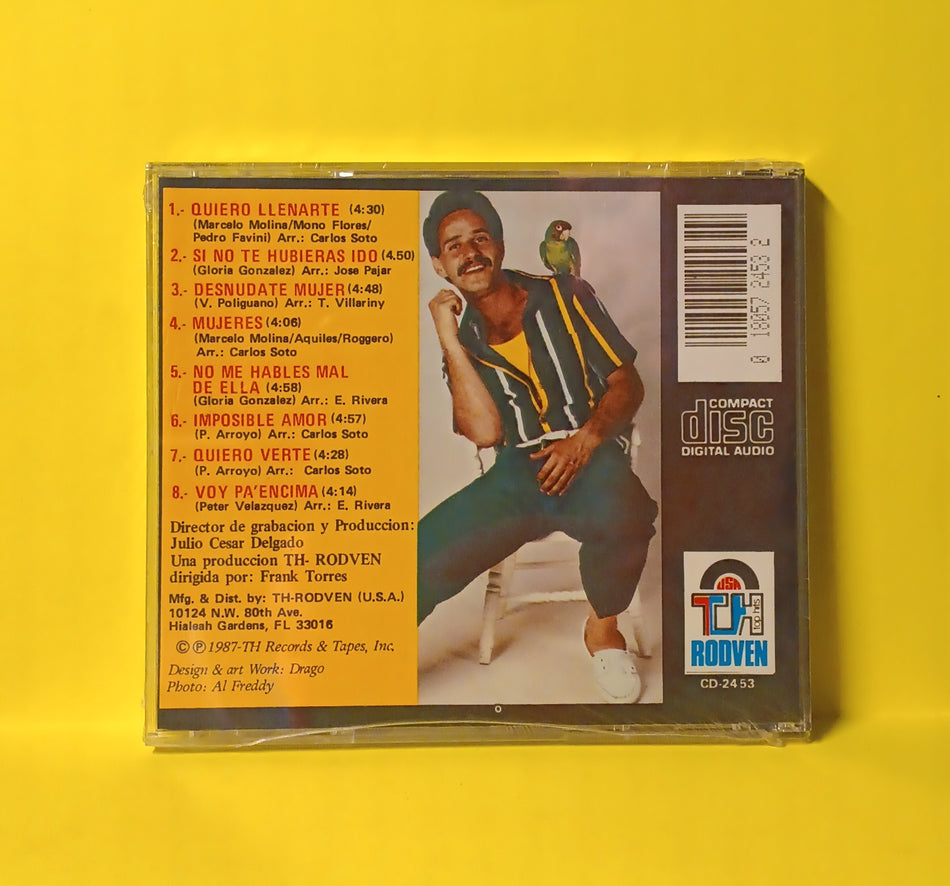 1.- QUIERO LLENARTE (4:30)
(Marcelo Molina/Mono Flores/
Pedro Favini) Arr.: Carlos Soto
2.- SI NO TE HUBIERAS IDO (4.50)
(Gloria Gonzalez) Arr.: Jose Pajar
3.- DESNUDATE MUJER (4:48)
(V. Poliguano) Arr.: T. Villariny
4.- MUJERES (4:06)
(Marcelo Molina/Aquiles/Roggero)
Arr.: Carlos Soto
5.- NO ME HABLES MAL
DE ELLA (4:58)
(Gloria Gonzalez) Arr.: E. Rivera
6.- IMPOSIBLE AMOR (4:57)
(P. Arroyo) Arr.: Carlos Soto
7.- QUIERO VERTE (4:28)
(P. Arroyo) Arr.: Carlos Soto
8.- VOY PA'ENCIMA (4:14)
(Peter Velazquez) Arr.: E. Rivera
Director de grabacion y Produccion:
Julio Cesar Delgado
Una produccion TH- RODVEN
dirigida por: Frank Torres
Mfg. & Dist. by: TH-RODVEN (U.S.A.)
10124 N.W. 80th Ave.
Hialeah Gardens, FL 33016
© ℗ 1987-TH Records & Tapes, Inc.
Design & art Work: Drago
Photo: Al Freddy
0 18057 2453 2
COMPACT
disc
DIGITAL AUDIO
USA
TH
top hits
RODVEN
CD-2453